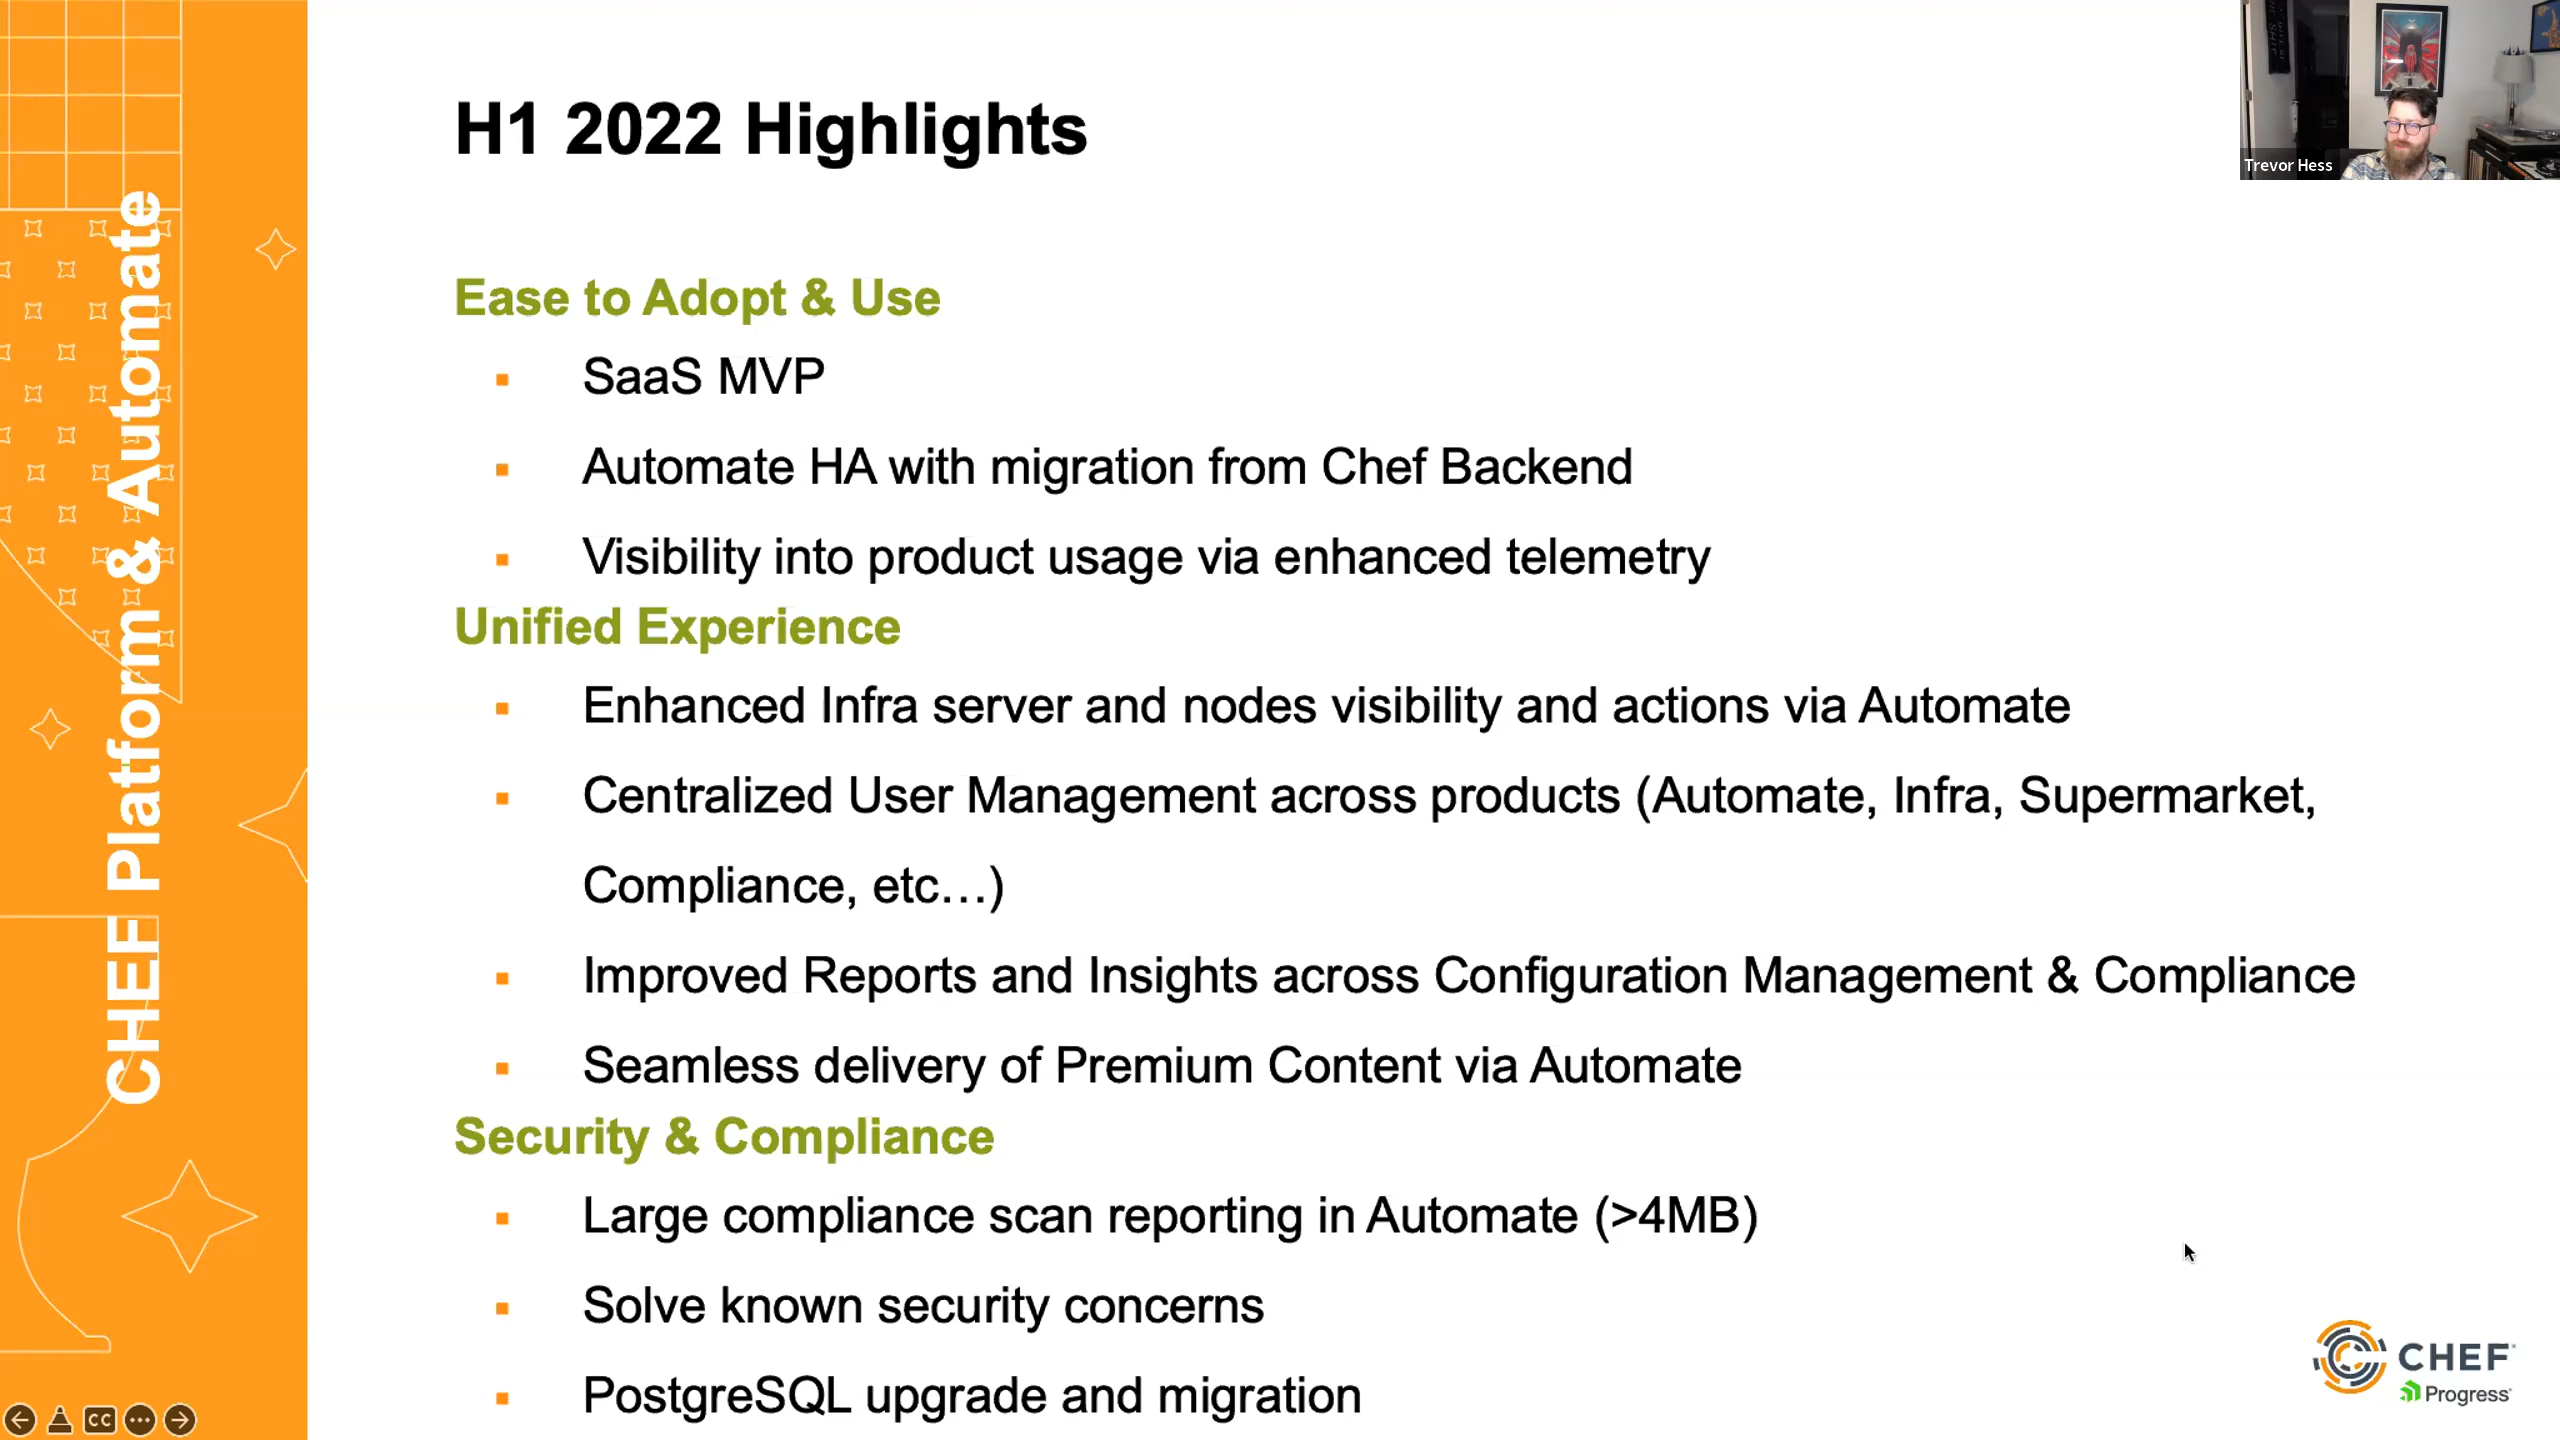 CHEF Platform & Automate
H1 2022 Highlights
Trevor Hess
Ease to Adopt & Use
SaaS MVP
Automate HA with migration from Chef Backend
Visibility into product usage via enhanced telemetry
Unified Experience
Enhanced Infra server and nodes visibility and actions via Automate
Centralized User Management across products (Automate, Infra, Supermarket,
Compliance, etc…)
Improved Reports and Insights across Configuration Management & Compliance
Seamless delivery of Premium Content via Automate
Security & Compliance
Large compliance scan reporting in Automate (>4MB)
Solve known security concerns
PostgreSQL upgrade and migration
CHEF
Progress
CC